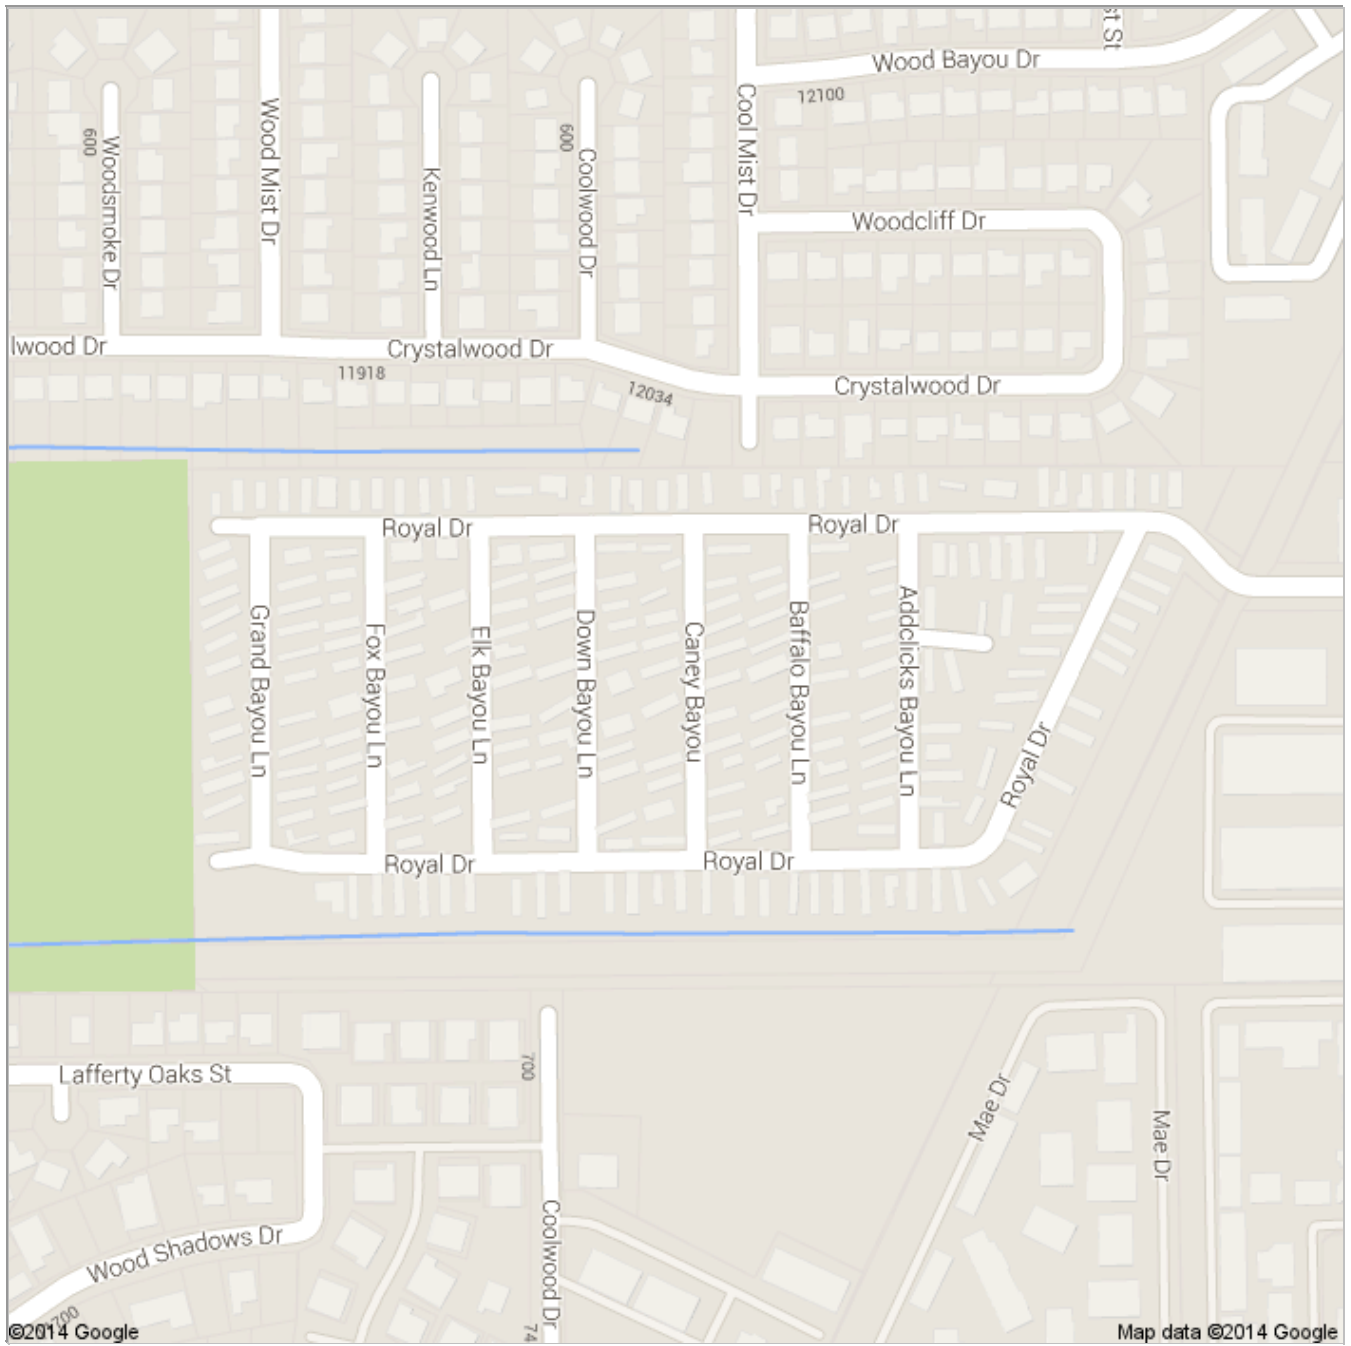 st St
Wood Bayou Dr
12100
Wood Mist Dr
Cool Mist Dr
600
Woodsmoke Dr
600
Coolwood Dr
Kenwood Ln
Woodcliff Dr
lwood Dr
Crystalwood Dr
11918
12034
Crystalwood Dr
Royal Dr
Royal Dr
Grand Bayou Ln
Fox Bayou Ln
Elk Bayou Ln
Down Bayou Ln
Caney Bayou
Baffalo Bayou Ln
Addclicks Bayou Ln
Royal Dr
Royal Dr
Royal Dr
700
Lafferty Oaks St
Mae Dr
Mae Dr
Coolwood Dr
Wood Shadows Dr
700
74
©2014 Google
Map data ©2014 Google